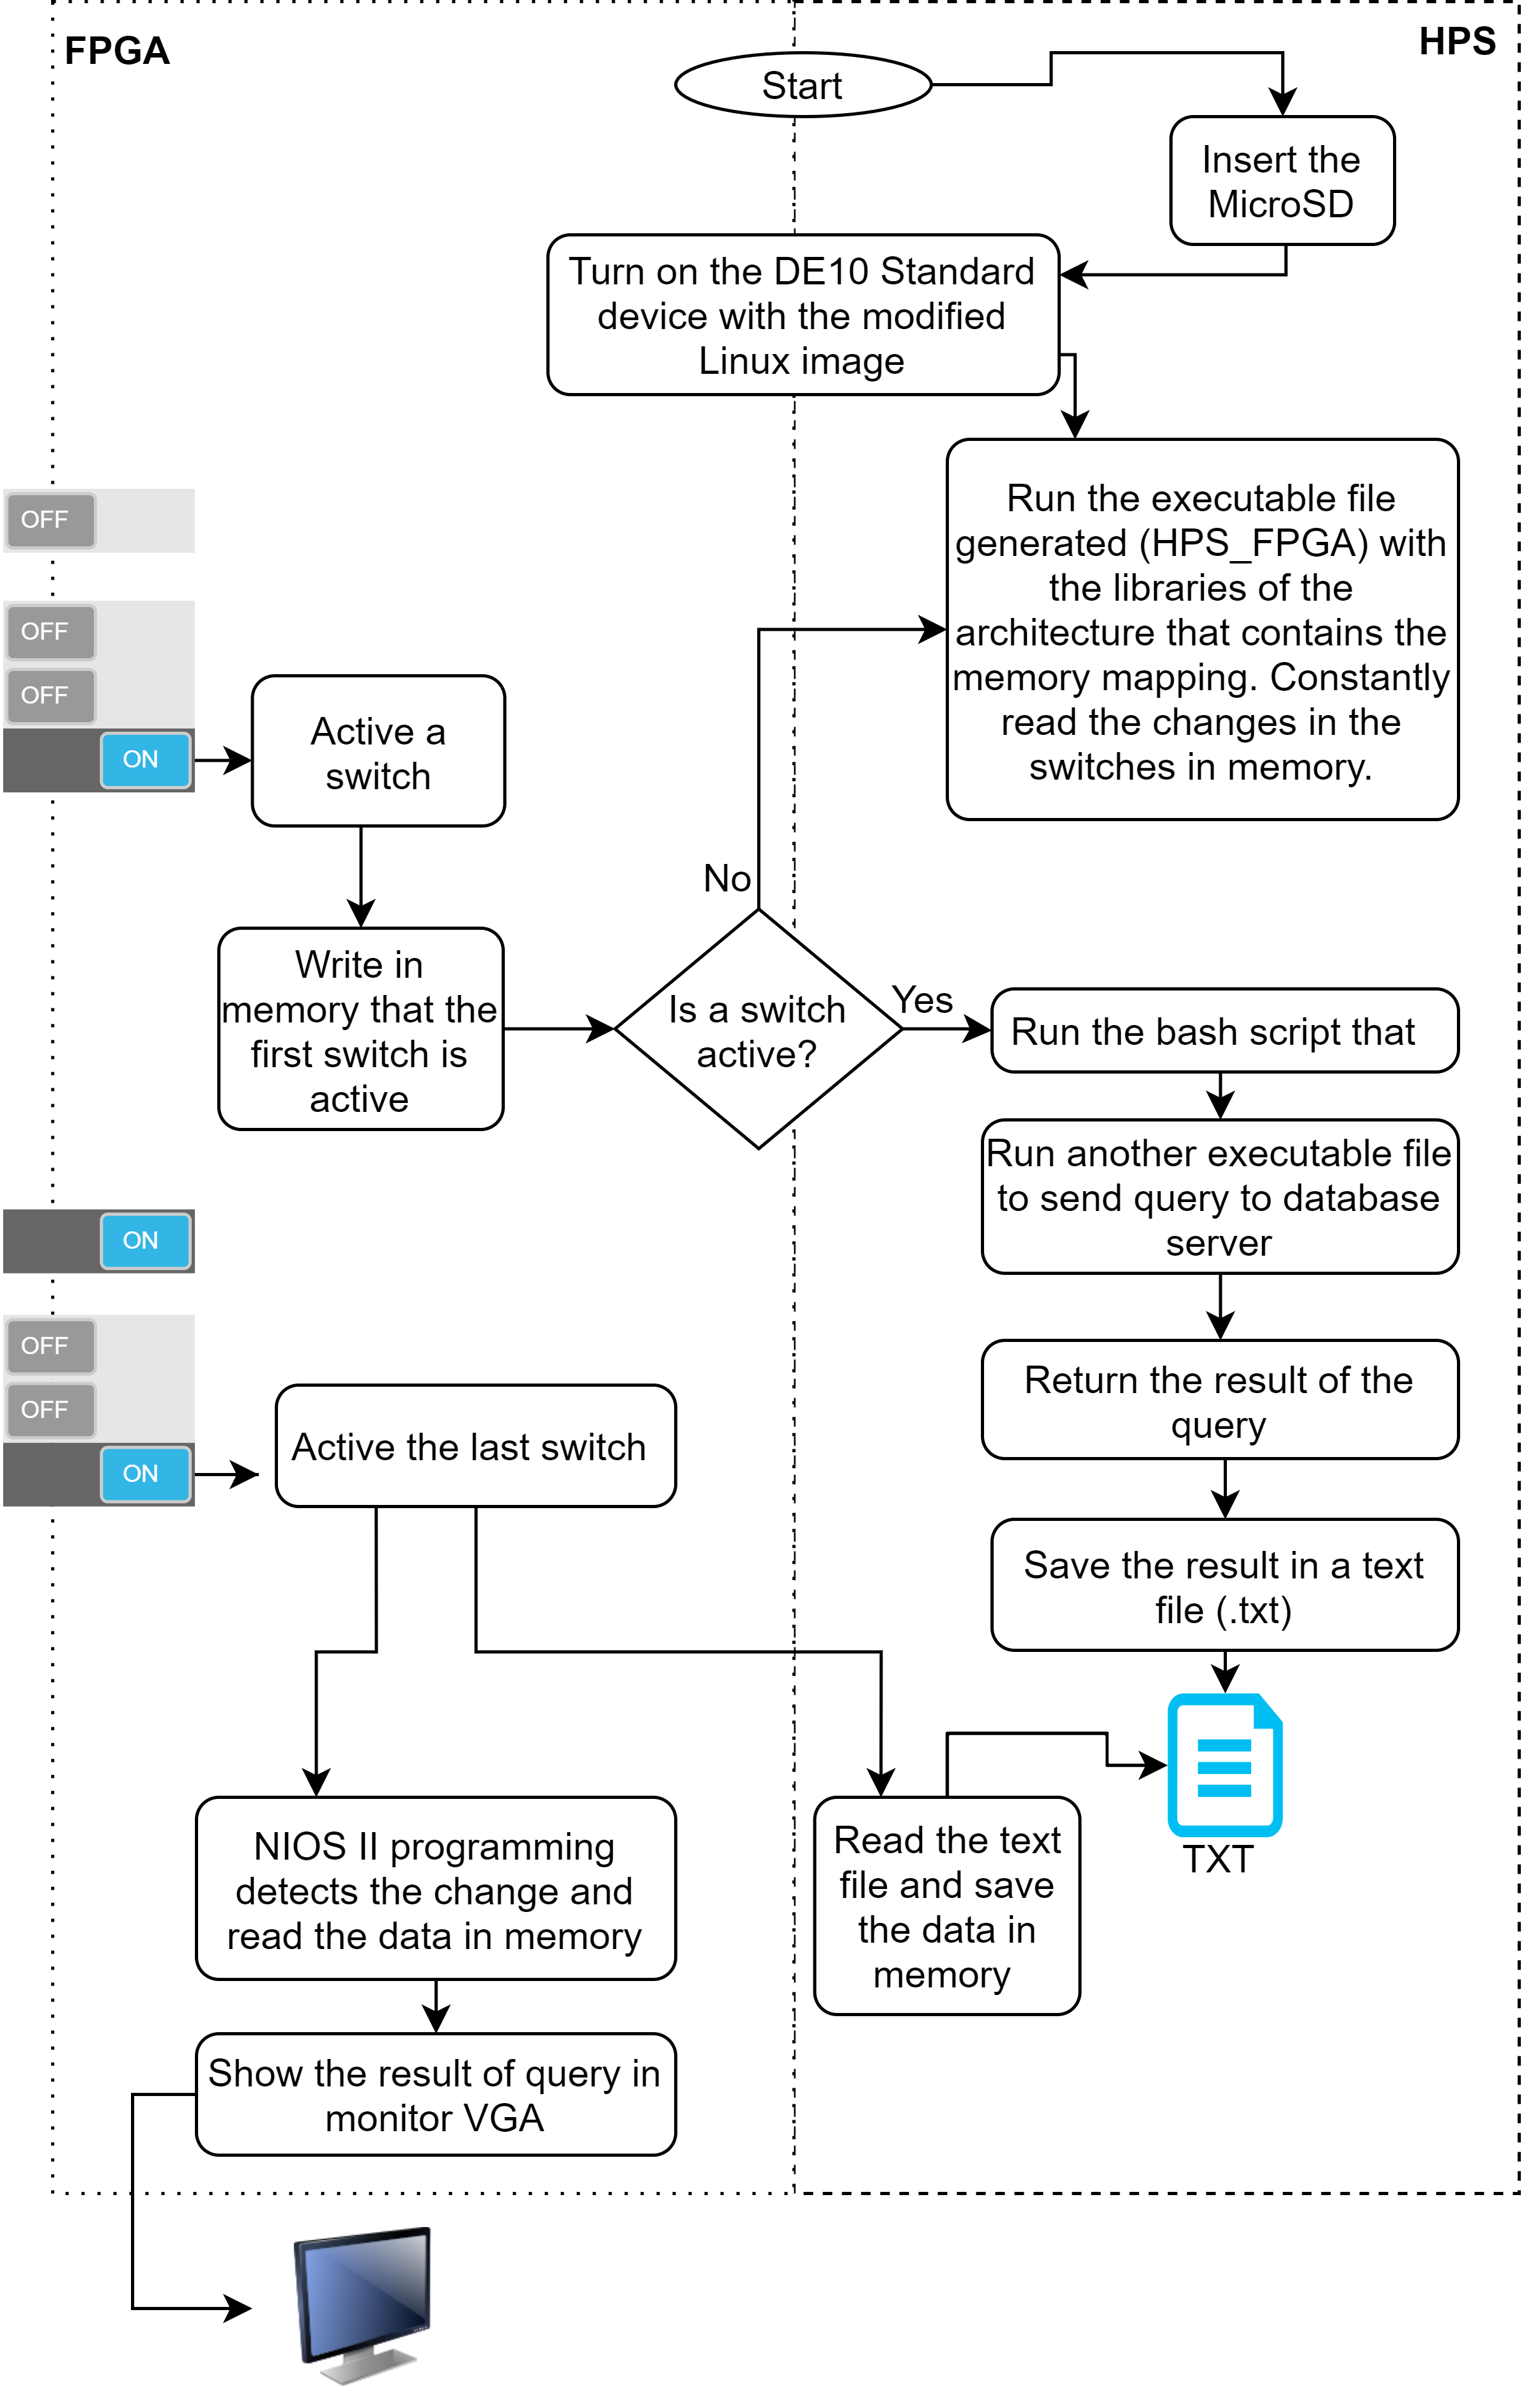 FPGA
HPS
Start
Insert the
MicroSD
Turn on the DE10 Standard
device with the modified
Linux image
Run the executable file
generated (HPS_FPGA) with
the libraries of the
architecture that contains the
memory mapping. Constantly
read the changes in the
switches in memory.
OFF
OFF
OFF
ON
Active a
switch
Write in
memory that the
first switch is
active
No
Is a switch
active?
Yes
Run the bash script that
Run another executable file
to send query to database
server
Return the result of the
query
Save the result in a text
file (.txt)
TXT
ON
OFF
OFF
ON
Active the last switch
NIOS II programming
detects the change and
read the data in memory
Read the text
file and save
the data in
memory
Show the result of query in
monitor VGA